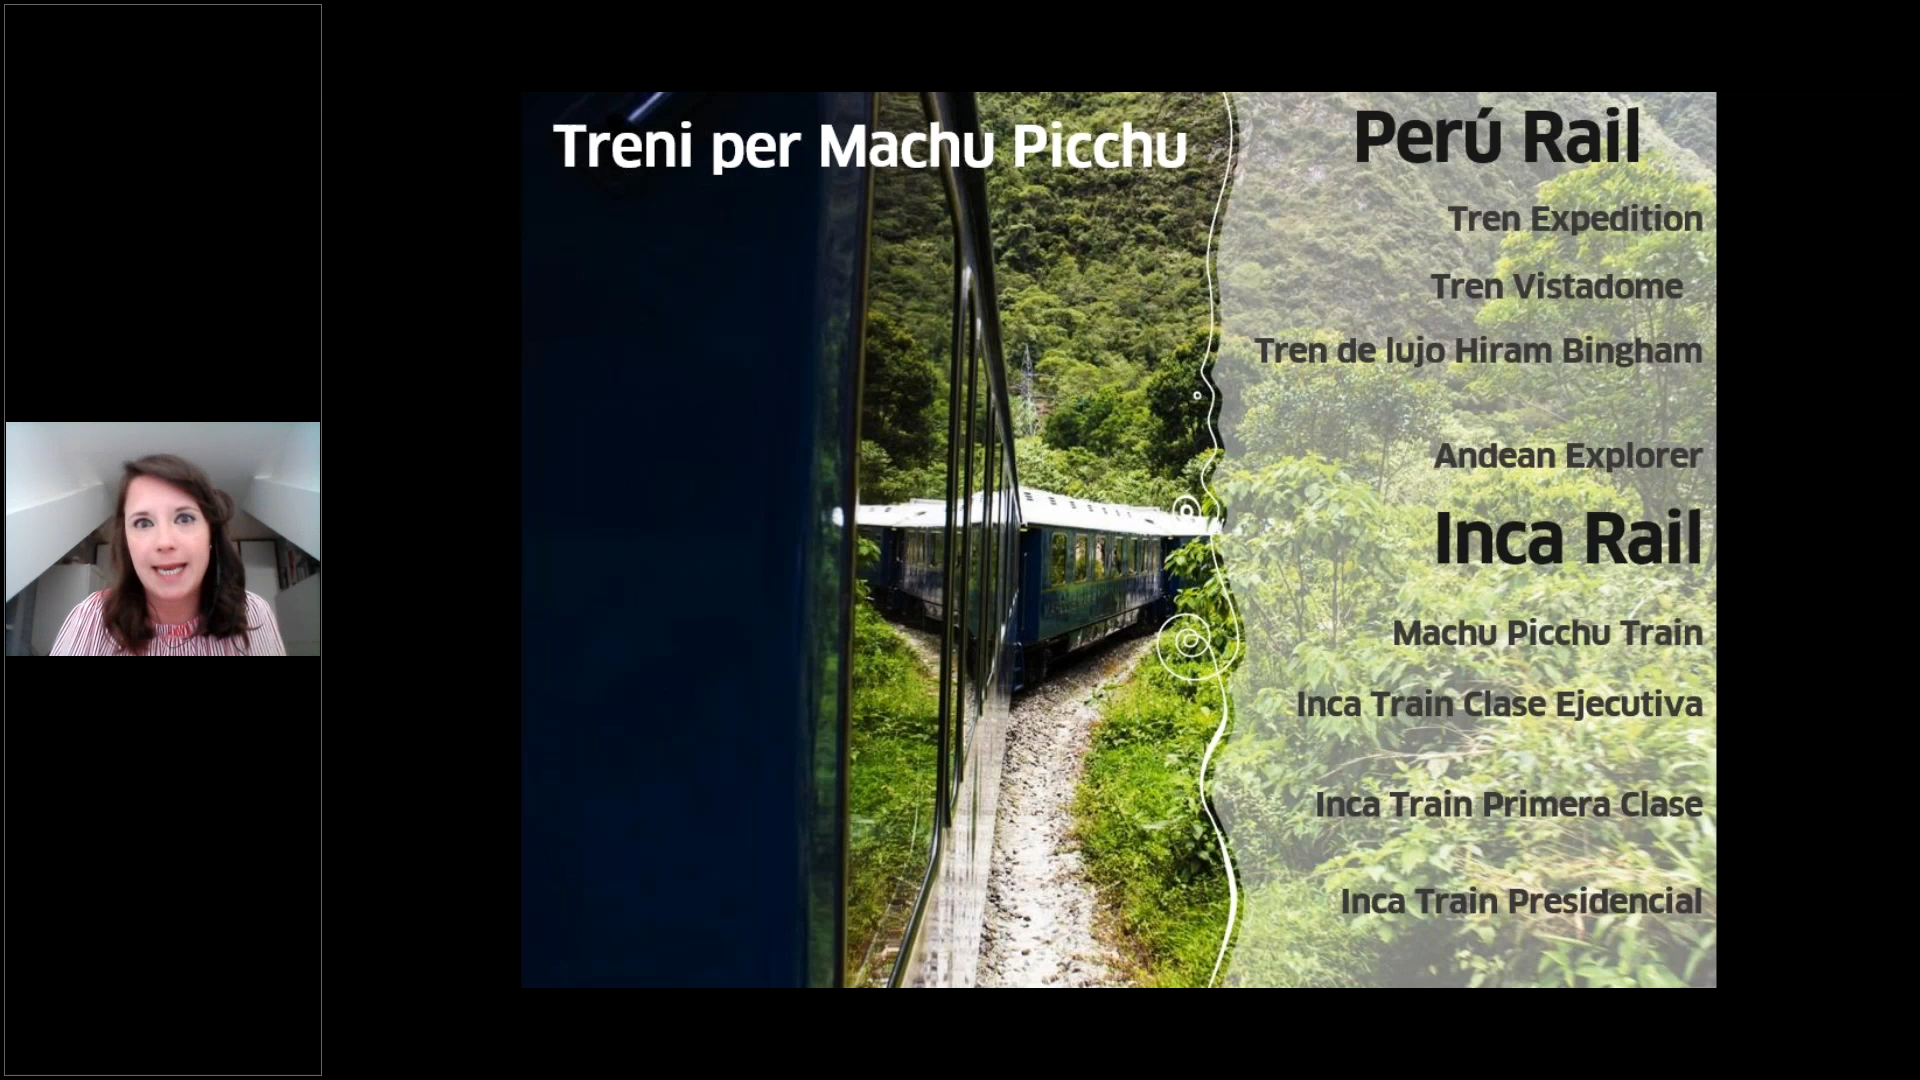 Treni per Machu Picchu
Perú Rail
Tren Expedition
Tren Vistadome
Tren de lujo Hiram Bingham
Andean Explorer
Inca Rail
Machu Picchu Train
Inca Train Clase Ejecutiva
Inca Train Primera Clase
Inca Train Presidencial